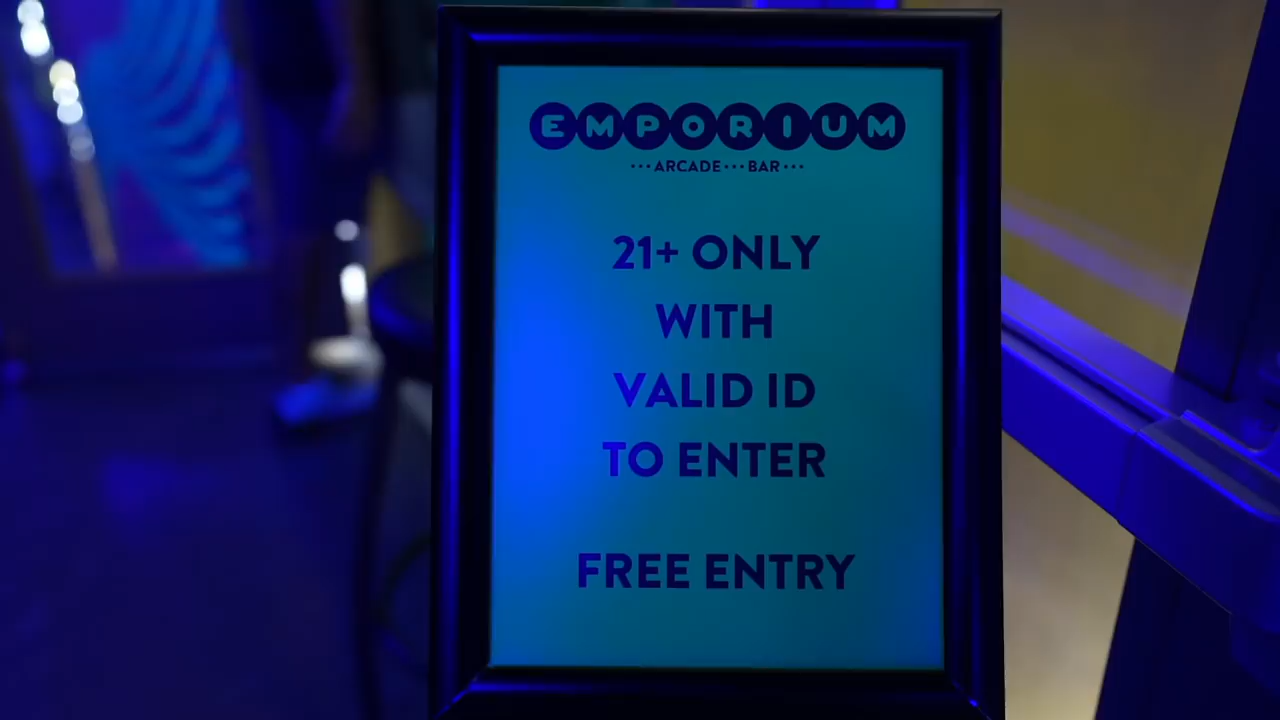 EMPORIUM
···ARCADE···BAR···
21+ ONLY
WITH
VALID ID
TO ENTER
FREE ENTRY